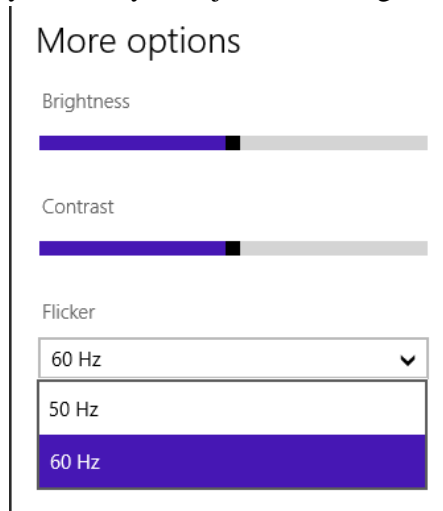 More options
Brightness
Contrast
Flicker
60 Hz
50 Hz
60 Hz